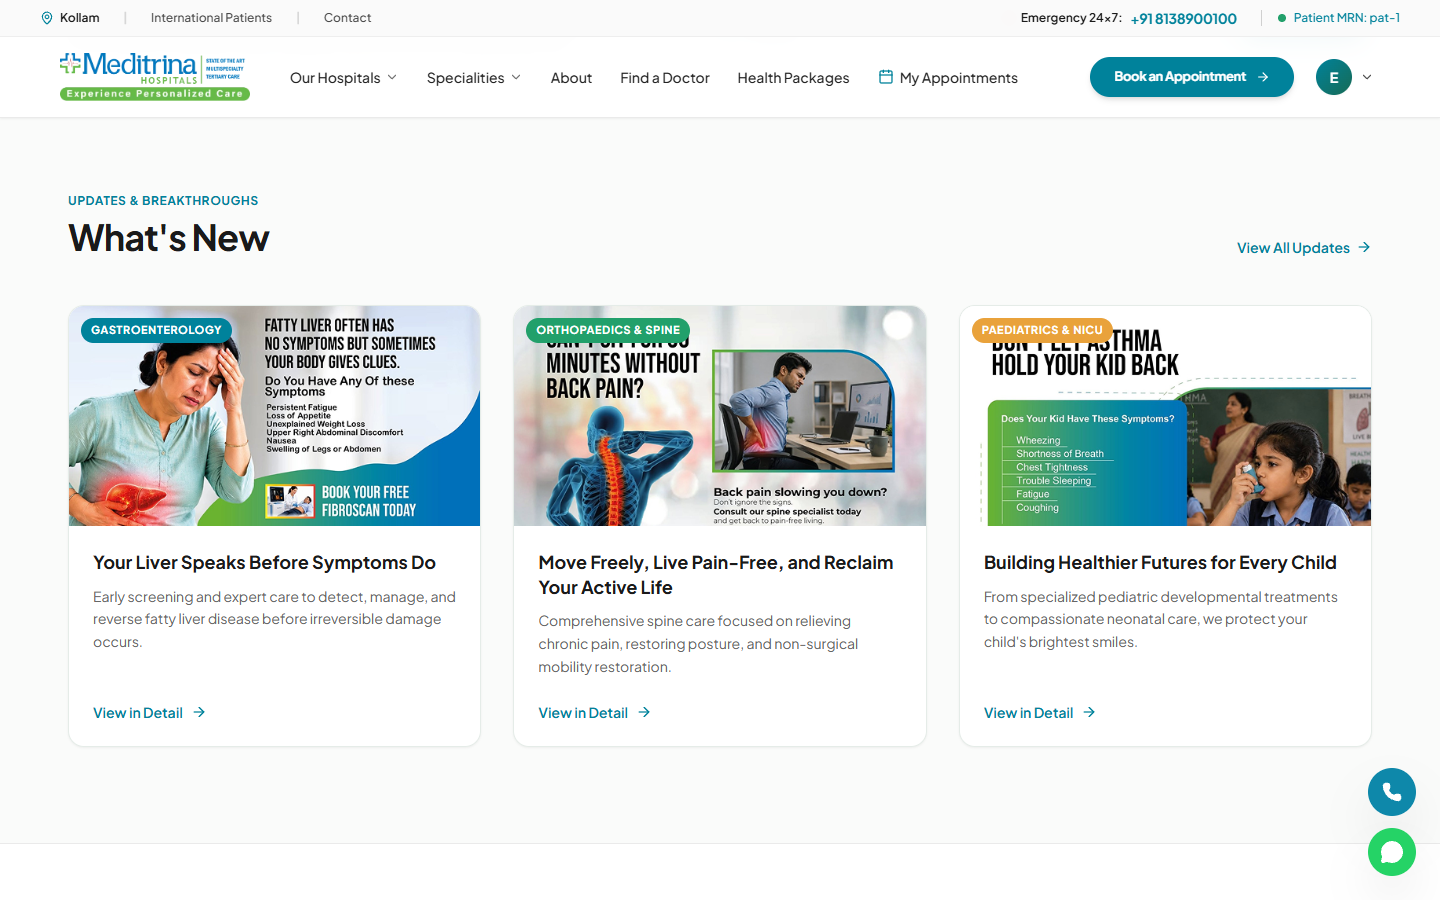 Kollam
International Patients
Contact
Emergency 24×7: +91 8138900100
Patient MRN: pat-1
Meditrina
HOSPITALS
STATE OF THE ART
MULTISPECIALTY
TERTIARY CARE
Experience Personalized Care
Our Hospitals
Specialities
About
Find a Doctor
Health Packages
My Appointments
Book an Appointment
E
UPDATES & BREAKTHROUGHS
What's New
View All Updates
GASTROENTEROLOGY
FATTY LIVER OFTEN HAS
NO SYMPTOMS BUT SOMETIMES
YOUR BODY GIVES CLUES.
Do You Have Any Of these
Symptoms
Persistent Fatigue
Loss of Appetite
Unexplained Weight Loss
Upper Right Abdominal Discomfort
Nausea
Swelling of Legs or Abdomen
BOOK YOUR FREE
FIBROSCAN TODAY
Your Liver Speaks Before Symptoms Do
Early screening and expert care to detect, manage, and
reverse fatty liver disease before irreversible damage
occurs.
View in Detail
ORTHOPAEDICS & SPINE
MINUTES WITHOUT
BACK PAIN?
Back pain slowing you down?
Don't ignore the signs.
Consult our spine specialist today
and get back to pain-free living.
Move Freely, Live Pain-Free, and Reclaim
Your Active Life
Comprehensive spine care focused on relieving
chronic pain, restoring posture, and non-surgical
mobility restoration.
View in Detail
PAEDIATRICS & NICU
DON'T LET ASTHMA
HOLD YOUR KID BACK
Does Your Kid Have These Symptoms?
Wheezing
Shortness of Breath
Chest Tightness
Trouble Sleeping
Fatigue
Coughing
Building Healthier Futures for Every Child
From specialized pediatric developmental treatments
to compassionate neonatal care, we protect your
child's brightest smiles.
View in Detail